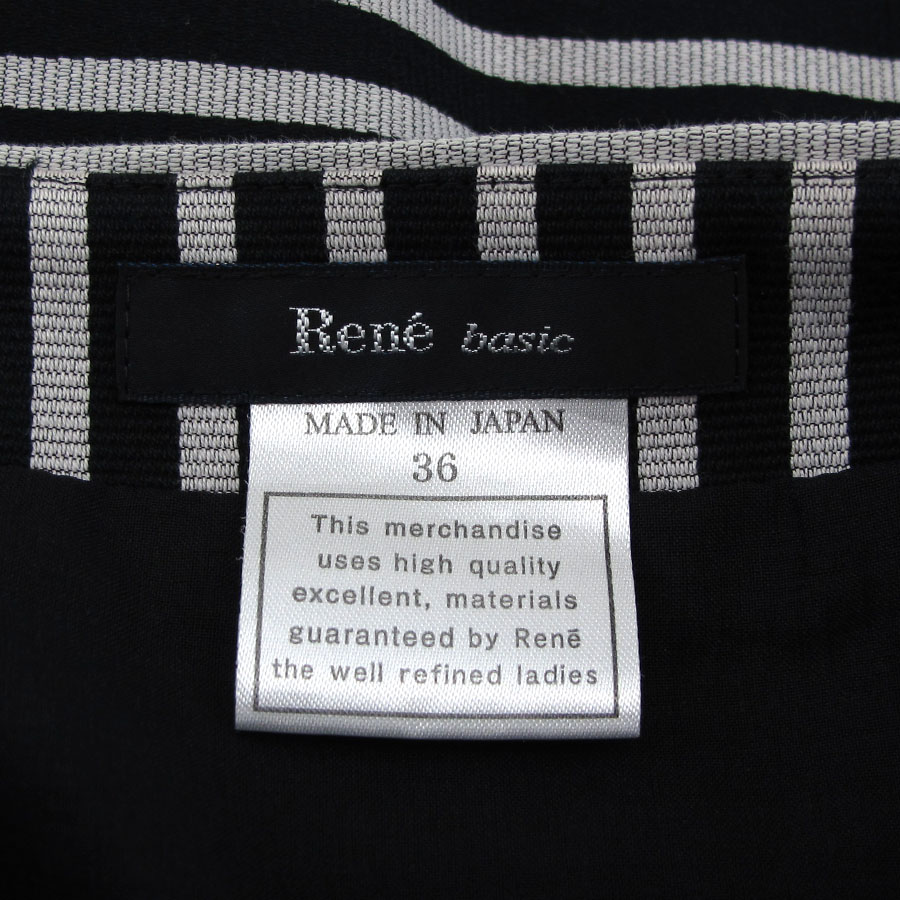 René basic
MADE IN JAPAN
36
This merchandise
uses high quality
excellent, materials
guaranteed by René
the well refined ladies